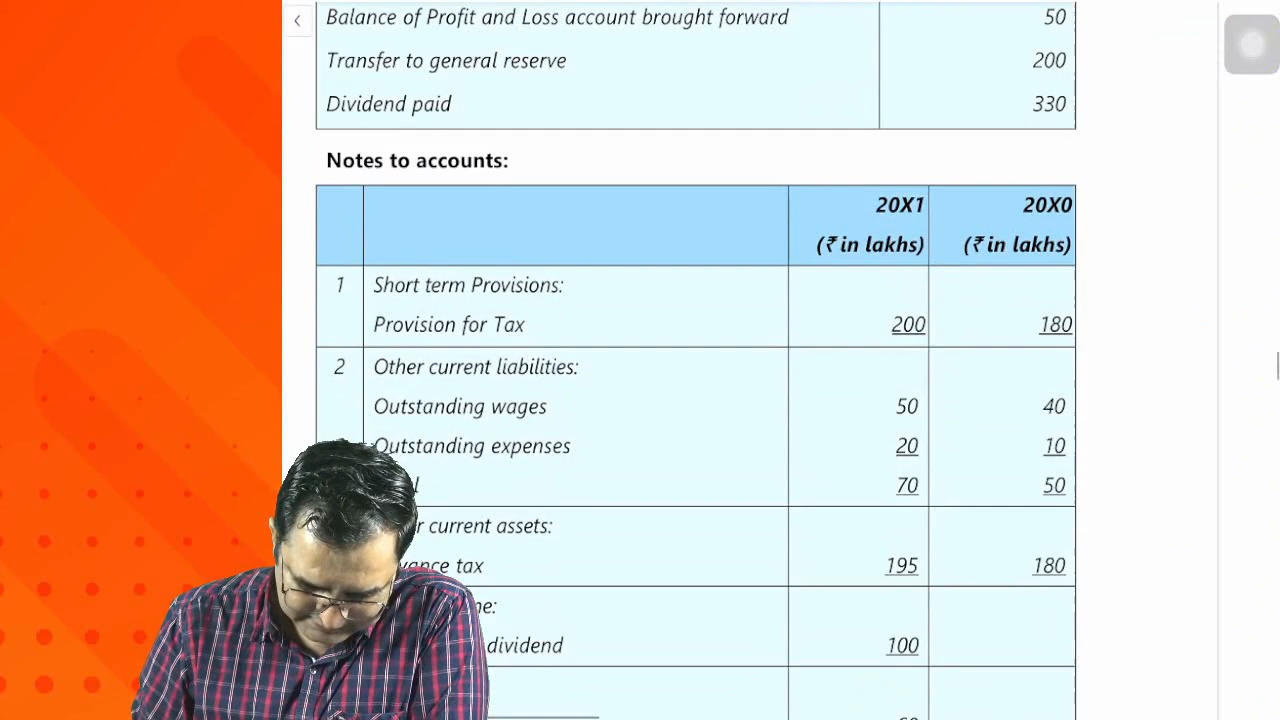 Balance of Profit and Loss account brought forward 50
Transfer to general reserve 200
Dividend paid 330
Notes to accounts:
20X1 20X0
(₹ in lakhs) (₹ in lakhs)
1 Short term Provisions:
Provision for Tax 200 180
2 Other current liabilities:
Outstanding wages 50 40
Outstanding expenses 20 10
70 50
current assets:
tax 195 180
dividend 100